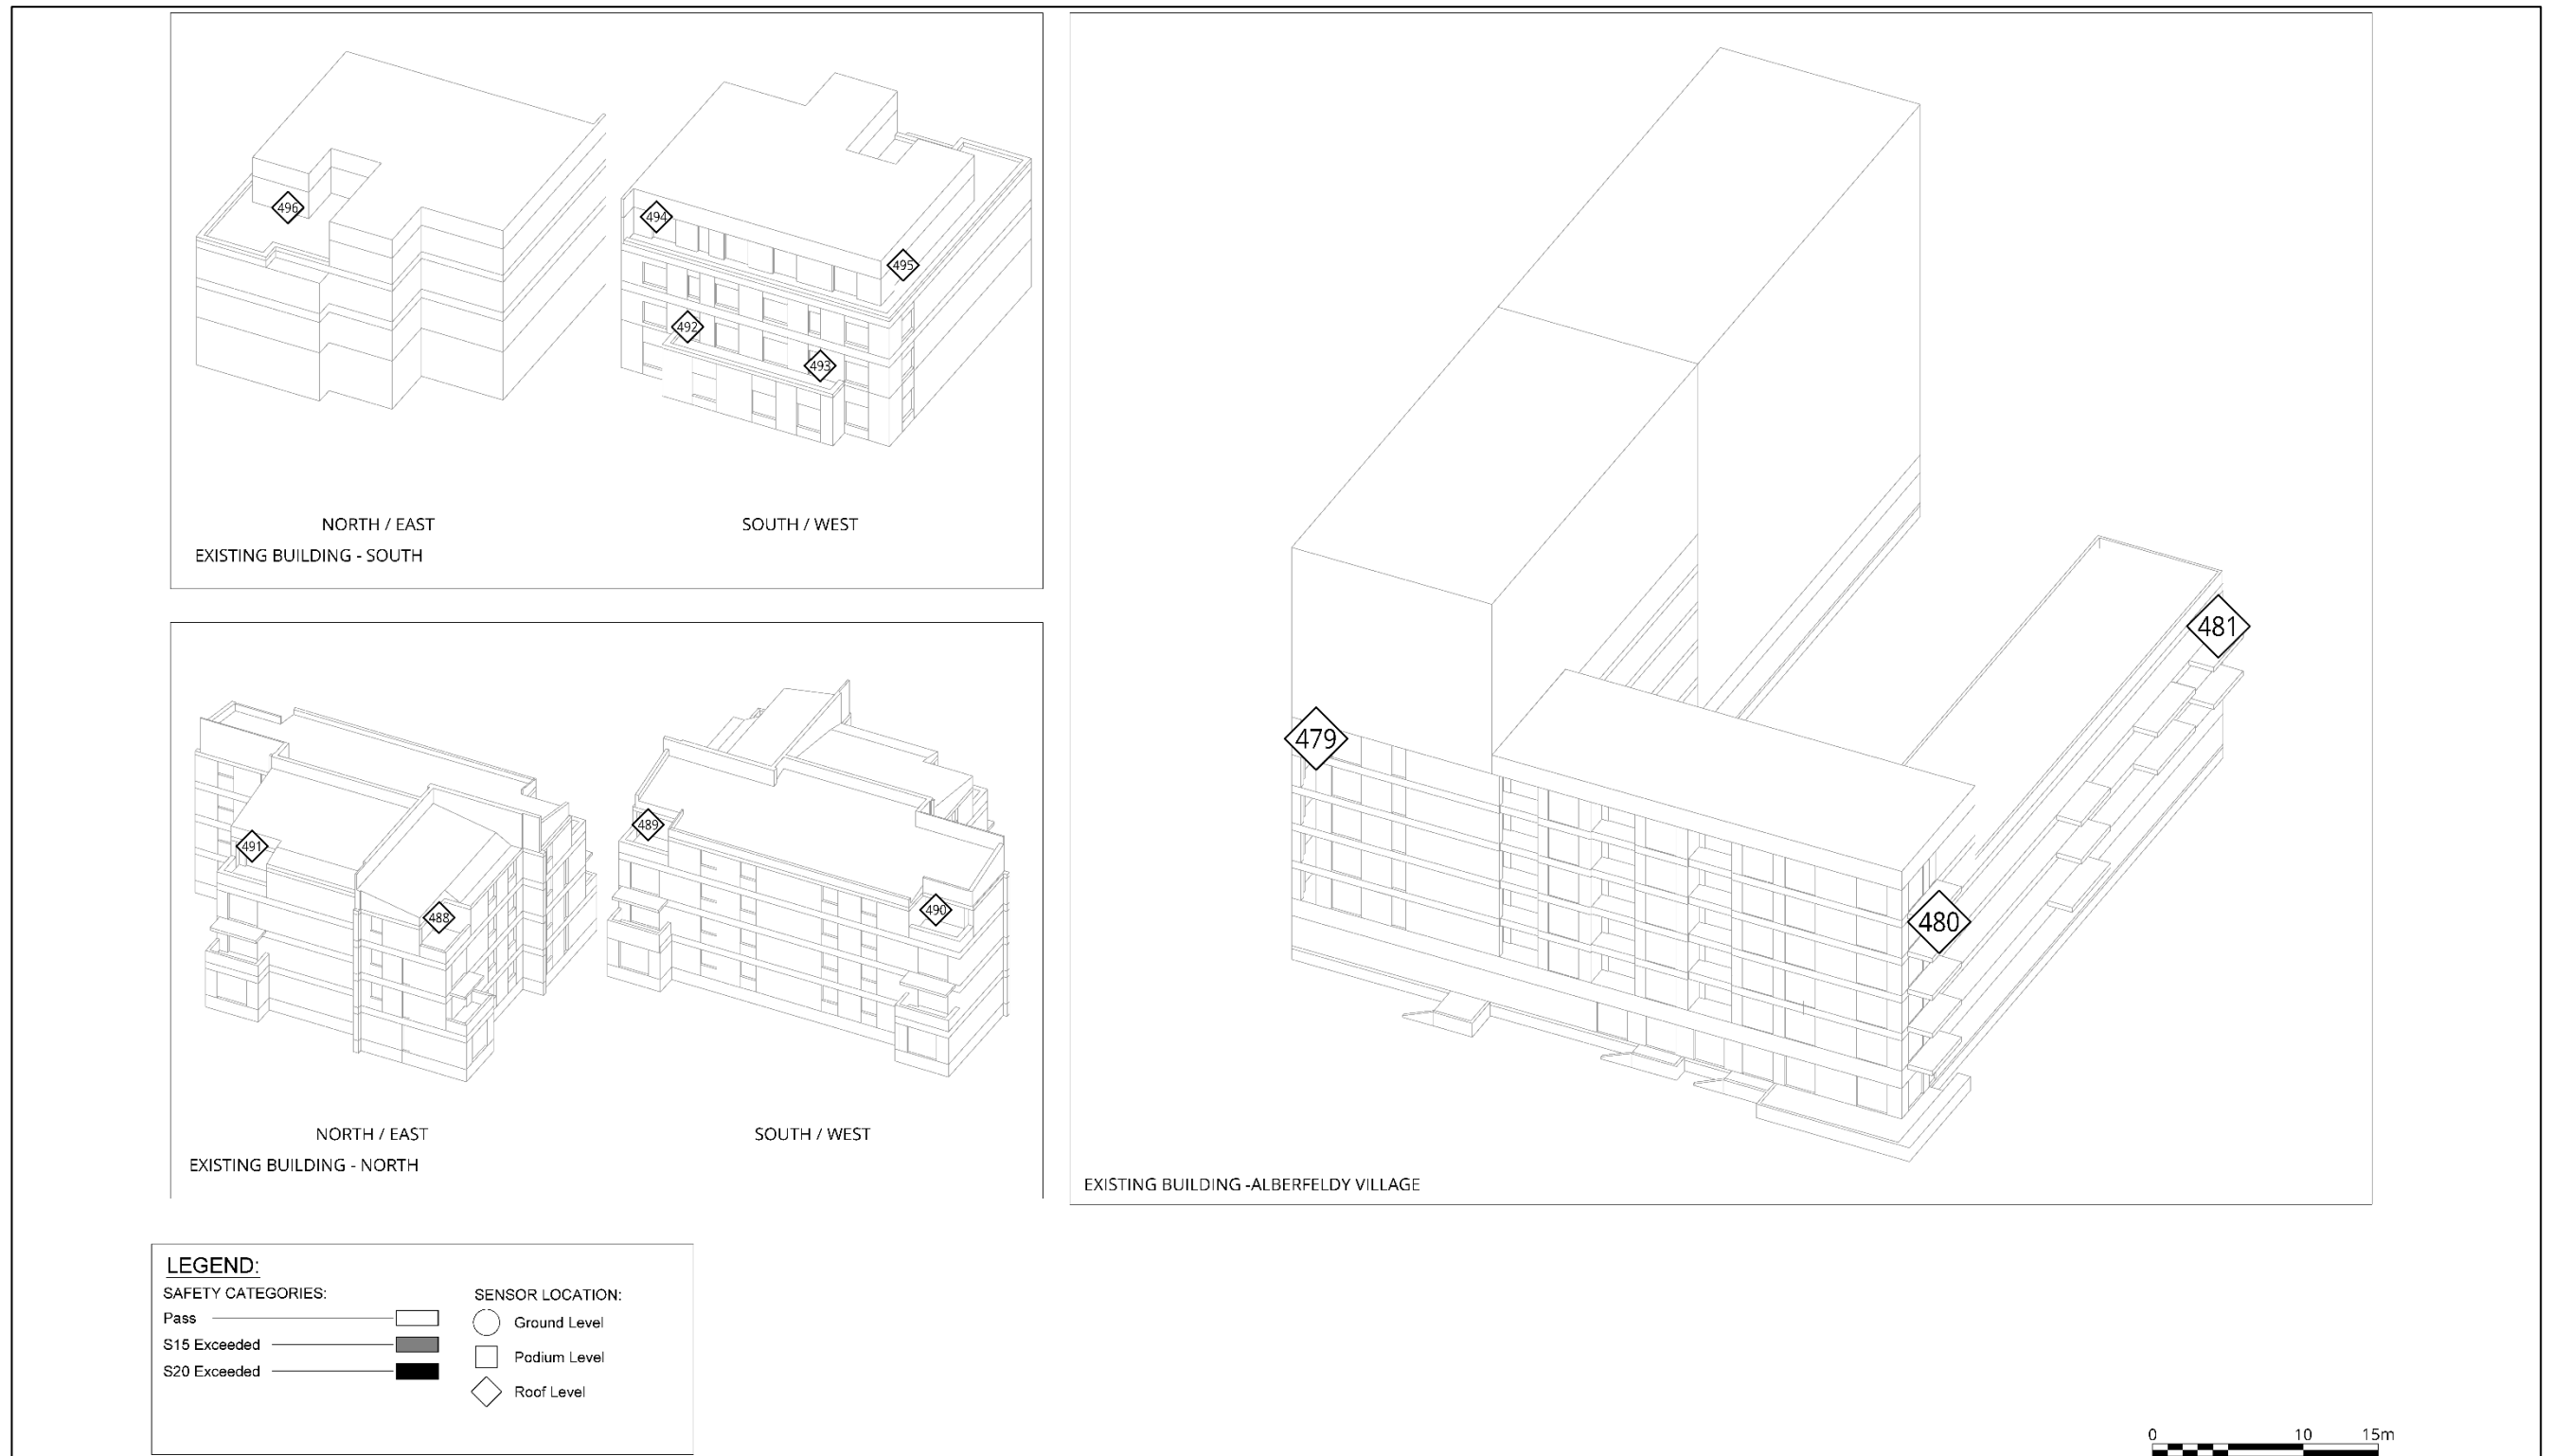 496
494
495
492
493
NORTH / EAST
SOUTH / WEST
EXISTING BUILDING - SOUTH
491
488
489
490
NORTH / EAST
SOUTH / WEST
EXISTING BUILDING - NORTH
479
480
481
EXISTING BUILDING -ALBERFELDY VILLAGE
LEGEND:
SAFETY CATEGORIES:
Pass
S15 Exceeded
S20 Exceeded
SENSOR LOCATION:
Ground Level
Podium Level
Roof Level
0 10 15m